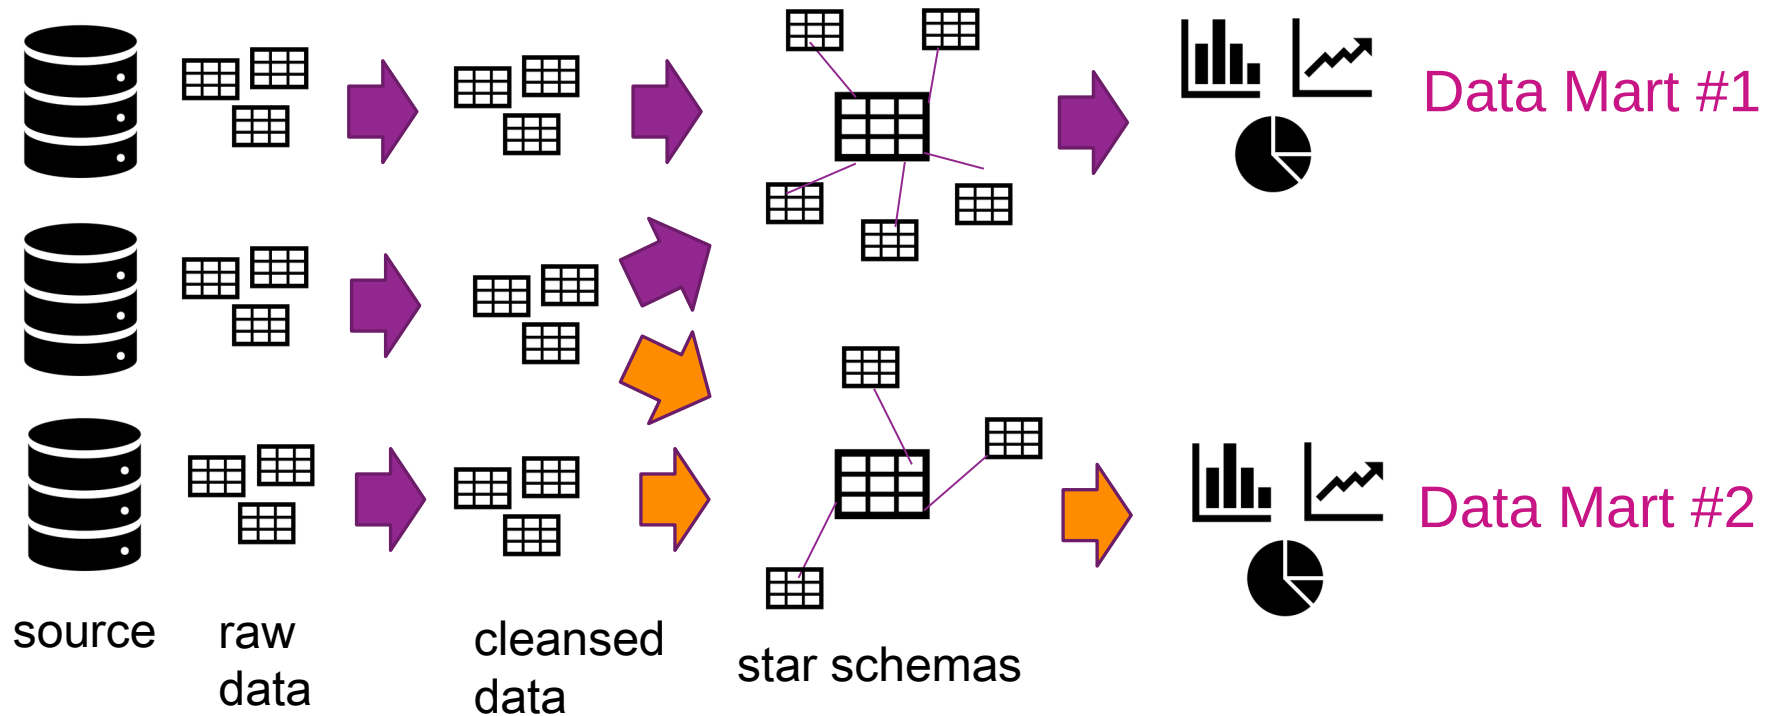 Data Mart #1
Data Mart #2
source
raw
data
cleansed
data
star schemas